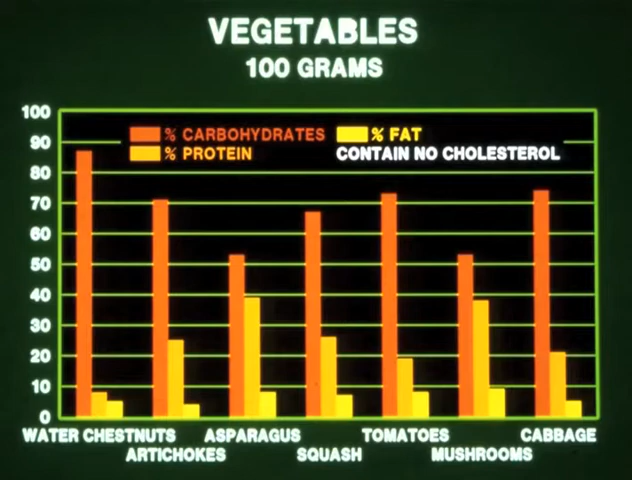 VEGETABLES
100 GRAMS
100
90
80
70
60
50
40
30
20
10
0
% CARBOHYDRATES
% FAT
% PROTEIN
CONTAIN NO CHOLESTEROL
WATER CHESTNUTS
ARTICHOKES
ASPARAGUS
SQUASH
TOMATOES
MUSHROOMS
CABBAGE